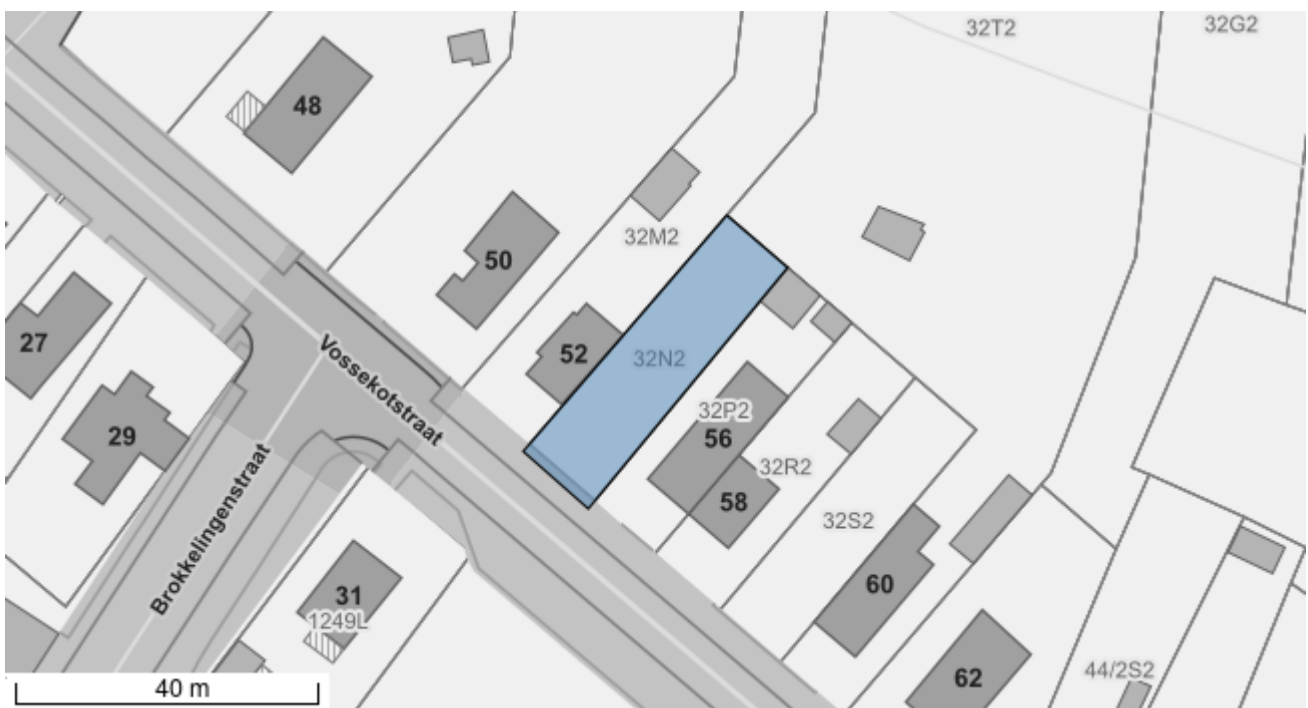 32T2
32G2
48
32M2
50
27
52
32N2
Vossekotstraat
32P2
56
29
32R2
58
32S2
Brokkelingenstraat
31
1249L
60
62
44/2S2
40 m